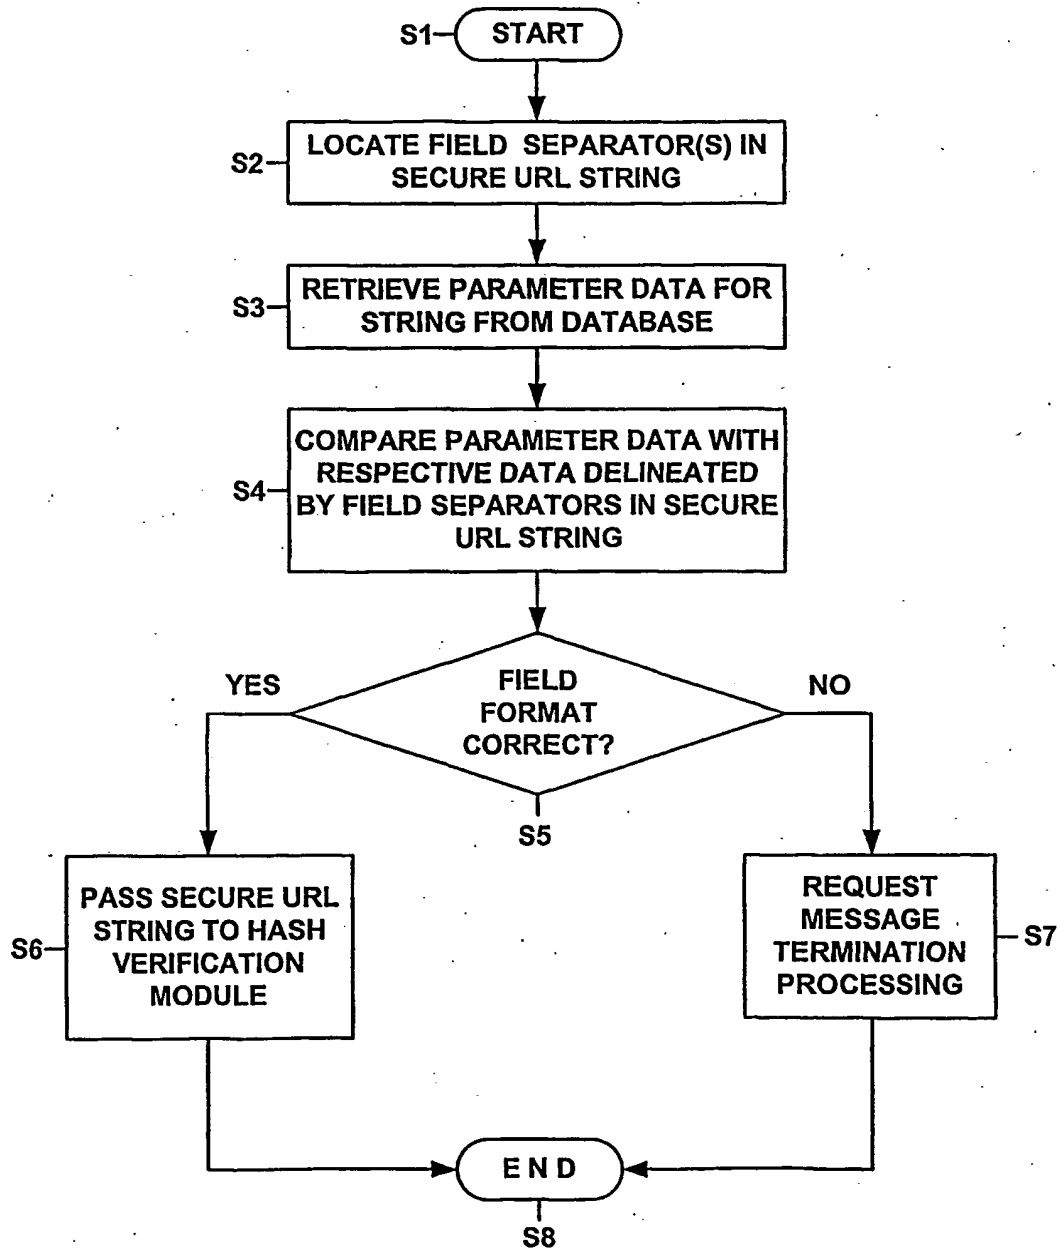 S1
START
S2
LOCATE FIELD SEPARATOR(S) IN
SECURE URL STRING
S3
RETRIEVE PARAMETER DATA FOR
STRING FROM DATABASE
S4
COMPARE PARAMETER DATA WITH
RESPECTIVE DATA DELINEATED
BY FIELD SEPARATORS IN SECURE
URL STRING
YES
FIELD
FORMAT
CORRECT?
NO
S5
S6
PASS SECURE URL
STRING TO HASH
VERIFICATION
MODULE
REQUEST
MESSAGE
TERMINATION
PROCESSING
S7
END
S8